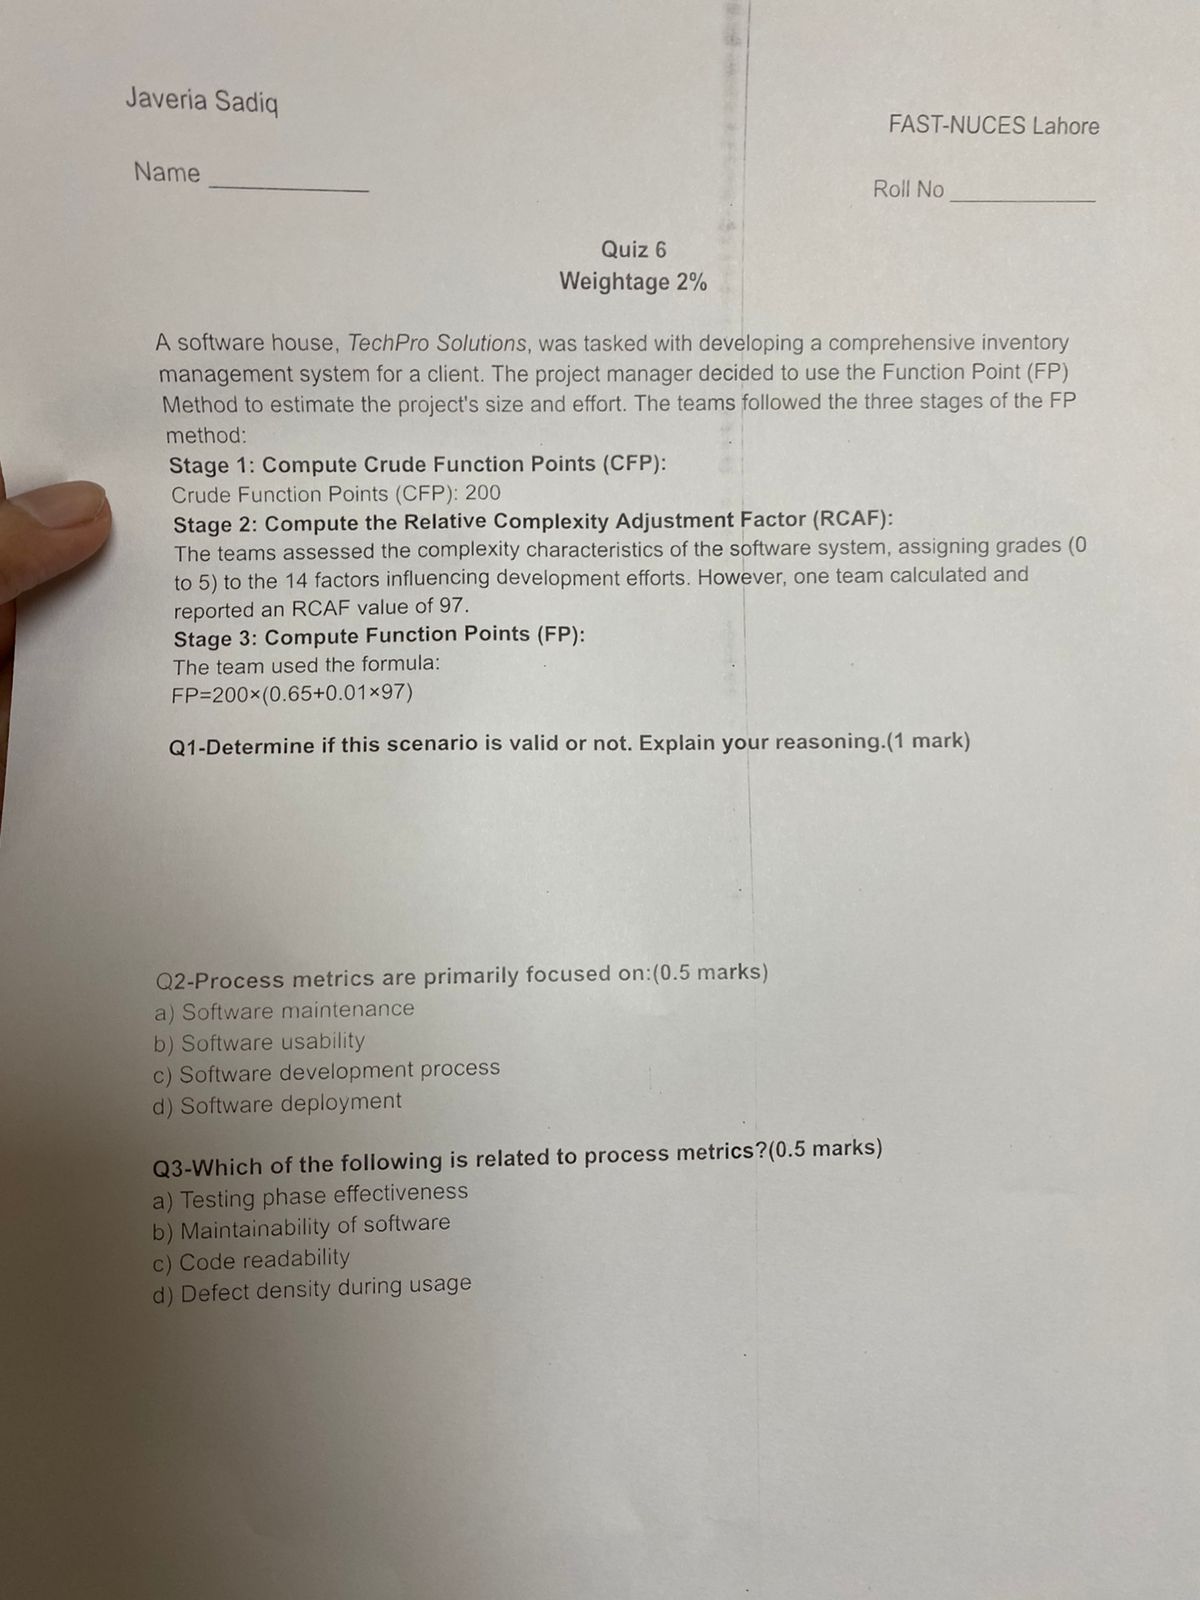 Javeria Sadiq
FAST-NUCES Lahore
Name ___________
Roll No ___________
Quiz 6
Weightage 2%
A software house, TechPro Solutions, was tasked with developing a comprehensive inventory
management system for a client. The project manager decided to use the Function Point (FP)
Method to estimate the project's size and effort. The teams followed the three stages of the FP
method:
Stage 1: Compute Crude Function Points (CFP):
Crude Function Points (CFP): 200
Stage 2: Compute the Relative Complexity Adjustment Factor (RCAF):
The teams assessed the complexity characteristics of the software system, assigning grades (0
to 5) to the 14 factors influencing development efforts. However, one team calculated and
reported an RCAF value of 97.
Stage 3: Compute Function Points (FP):
The team used the formula:
FP=200×(0.65+0.01×97)
Q1-Determine if this scenario is valid or not. Explain your reasoning.(1 mark)
Q2-Process metrics are primarily focused on:(0.5 marks)
a) Software maintenance
b) Software usability
c) Software development process
d) Software deployment
Q3-Which of the following is related to process metrics?(0.5 marks)
a) Testing phase effectiveness
b) Maintainability of software
c) Code readability
d) Defect density during usage